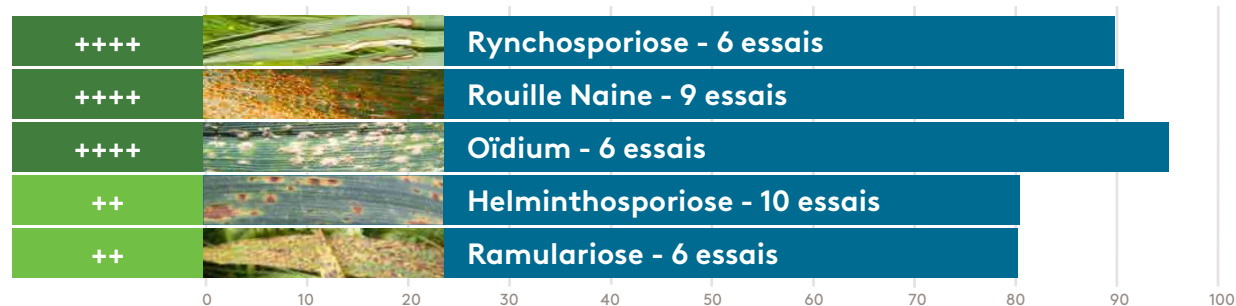 ++++ Rynchosporiose - 6 essais
++++ Rouille Naine - 9 essais
++++ Oïdium - 6 essais
++ Helminthosporiose - 10 essais
++ Ramulariose - 6 essais
0 10 20 30 40 50 60 70 80 90 100